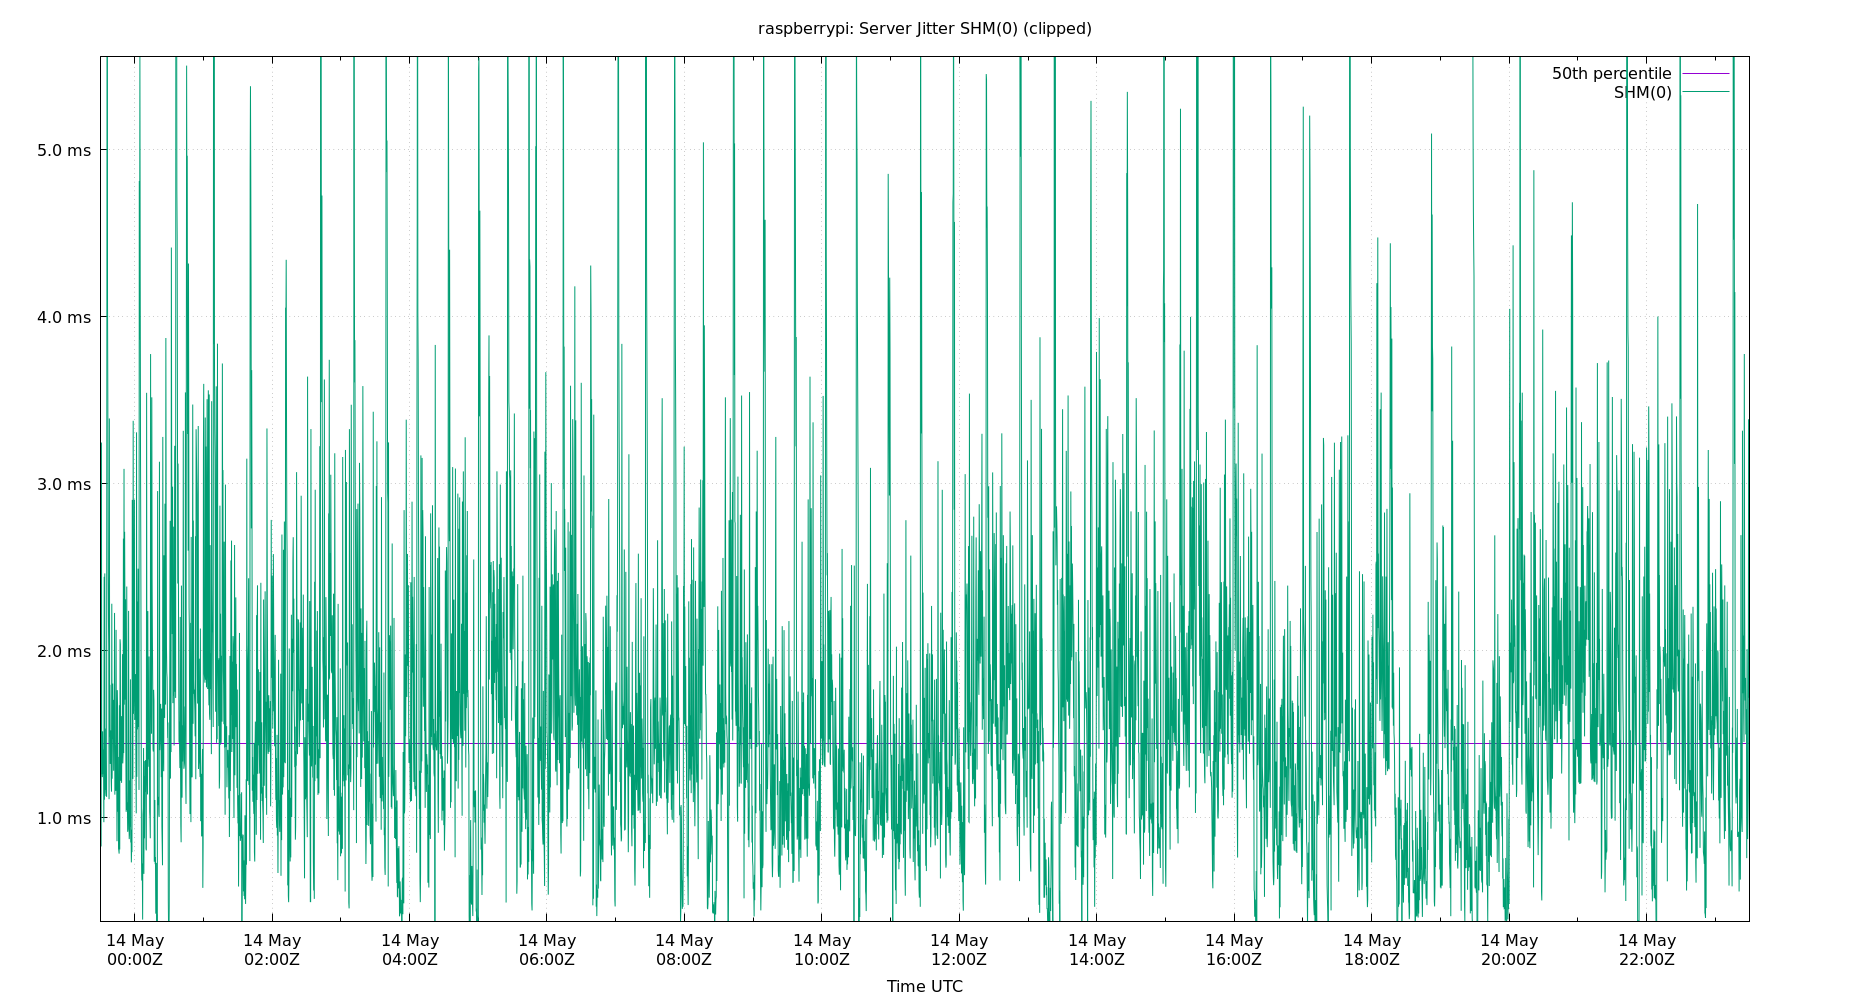 raspberrypi: Server Jitter SHM(0) (clipped)
50th percentile
SHM(0)
5.0 ms
4.0 ms
3.0 ms
2.0 ms
1.0 ms
14 May 14 May 14 May 14 May 14 May 14 May 14 May 14 May 14 May 14 May 14 May 14 May
00:00Z 02:00Z 04:00Z 06:00Z 08:00Z 10:00Z 12:00Z 14:00Z 16:00Z 18:00Z 20:00Z 22:00Z
Time UTC